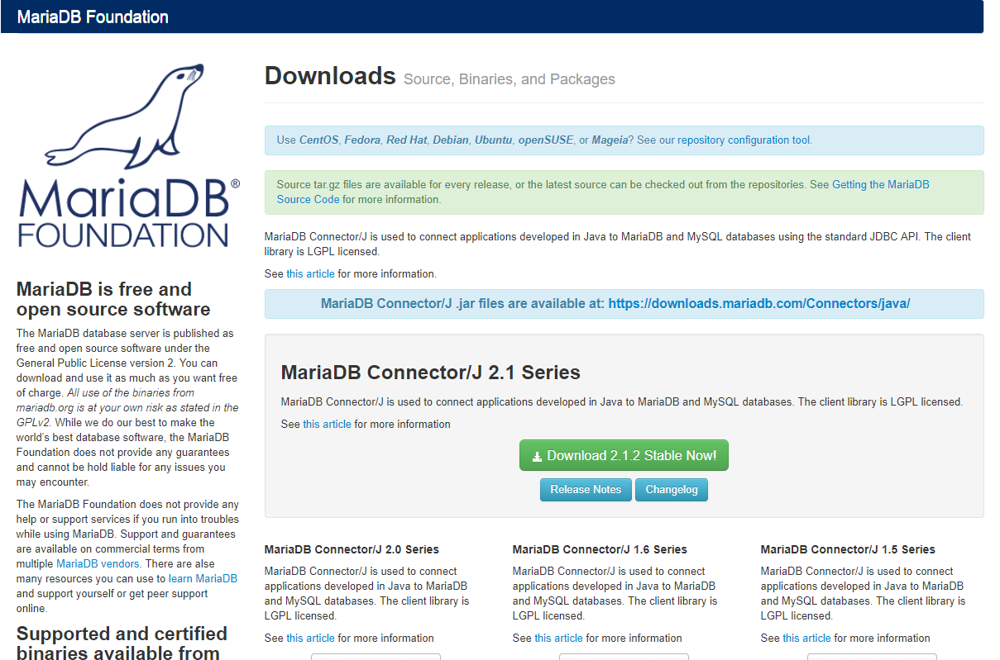 MariaDB Foundation
MariaDB®
FOUNDATION
MariaDB is free and
open source software
The MariaDB database server is published as
free and open source software under the
General Public License version 2. You can
download and use it as much as you want free
of charge. All use of the binaries from
mariadb.org is at your own risk as stated in the
GPLv2. While we do our best to make the
world's best database software, the MariaDB
Foundation does not provide any guarantees
and cannot be hold liable for any issues you
may encounter.
The MariaDB Foundation does not provide any
help or support services if you run into troubles
while using MariaDB. Support and guarantees
are available on commercial terms from
multiple MariaDB vendors. There are alse
many resources you can use to learn MariaDB
and support yourself or get peer support
online.
Supported and certified
binaries available from
Downloads Source, Binaries, and Packages
Use CentOS, Fedora, Red Hat, Debian, Ubuntu, openSUSE, or Mageia? See our repository configuration tool.
Source tar.gz files are available for every release, or the latest source can be checked out from the repositories. See Getting the MariaDB
Source Code for more information.
MariaDB Connector/J is used to connect applications developed in Java to MariaDB and MySQL databases using the standard JDBC API. The client
library is LGPL licensed.
See this article for more information.
MariaDB Connector/J .jar files are available at: https://downloads.mariadb.com/Connectors/java/
MariaDB Connector/J 2.1 Series
MariaDB Connector/J is used to connect applications developed in Java to MariaDB and MySQL databases. The client library is LGPL licensed.
See this article for more information
Download 2.1.2 Stable Now!
Release Notes Changelog
MariaDB Connector/J 2.0 Series
MariaDB Connector/J is used to connect
applications developed in Java to MariaDB
and MySQL databases. The client library is
LGPL licensed.
See this article for more information
MariaDB Connector/J 1.6 Series
MariaDB Connector/J is used to connect
applications developed in Java to MariaDB
and MySQL databases. The client library is
LGPL licensed.
See this article for more information
MariaDB Connector/J 1.5 Series
MariaDB Connector/J is used to connect
applications developed in Java to MariaDB
and MySQL databases. The client library is
LGPL licensed.
See this article for more information